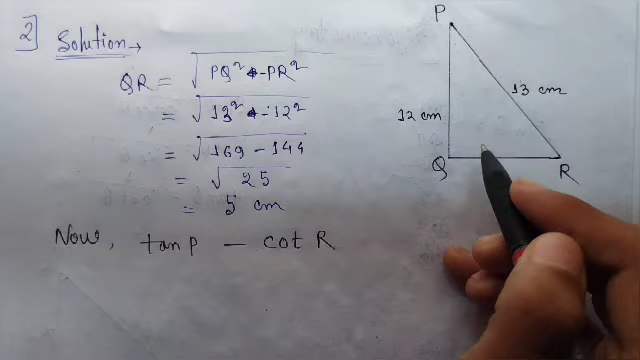 2] Solution →
QR = √PQ² - PR²
= √13² - 12²
= √169 - 144
= √25
= 5 cm
Now, tan P - cot R
P
13 cm
12 cm
Q
R